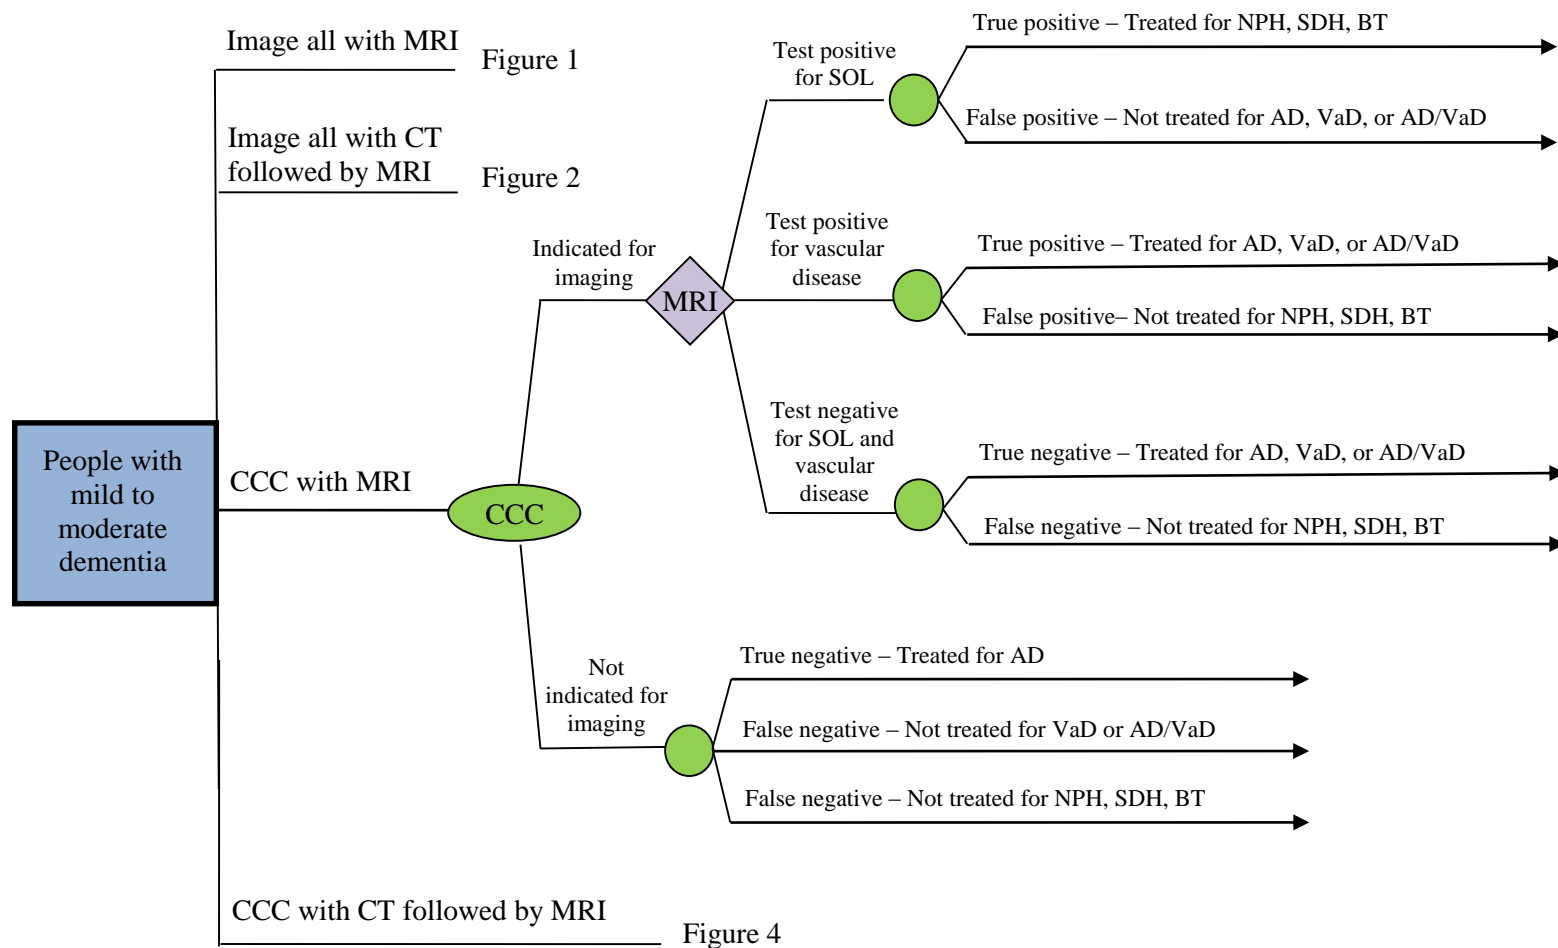 Image all with MRI
Figure 1
Image all with CT
followed by MRI
Figure 2
People with
mild to
moderate
dementia
CCC with MRI
CCC
Indicated for
imaging
MRI
Test positive
for SOL
True positive – Treated for NPH, SDH, BT
False positive – Not treated for AD, VaD, or AD/VaD
Test positive
for vascular
disease
True positive – Treated for AD, VaD, or AD/VaD
False positive– Not treated for NPH, SDH, BT
Test negative
for SOL and
vascular
disease
True negative – Treated for AD, VaD, or AD/VaD
False negative – Not treated for NPH, SDH, BT
Not
indicated for
imaging
True negative – Treated for AD
False negative – Not treated for VaD or AD/VaD
False negative – Not treated for NPH, SDH, BT
CCC with CT followed by MRI
Figure 4